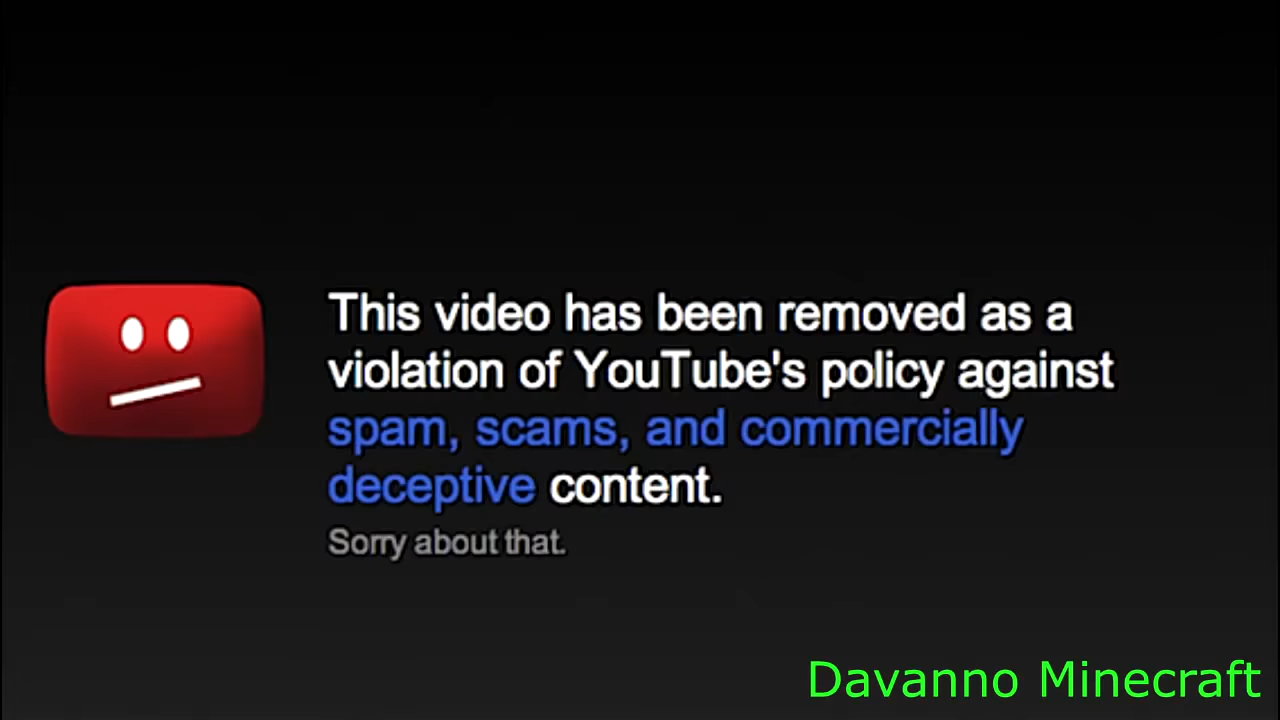 This video has been removed as a
violation of YouTube's policy against
spam, scams, and commercially
deceptive content.
Sorry about that.
Davanno Minecraft